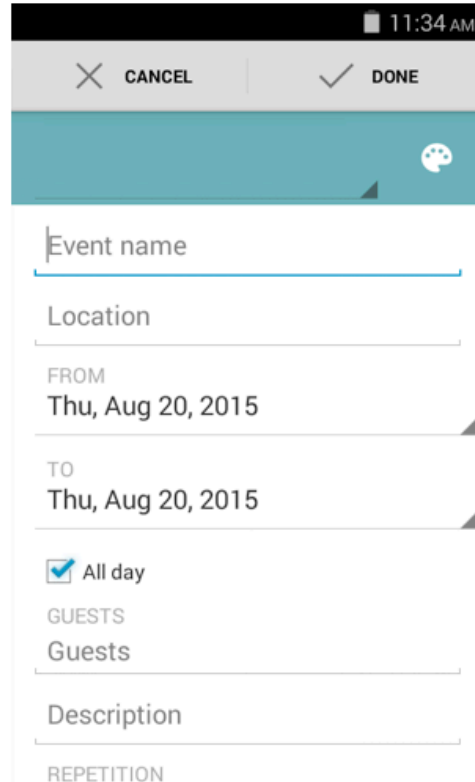 11:34 AM
CANCEL DONE
Event name
Location
FROM
Thu, Aug 20, 2015
TO
Thu, Aug 20, 2015
All day
GUESTS
Guests
Description
REPETITION